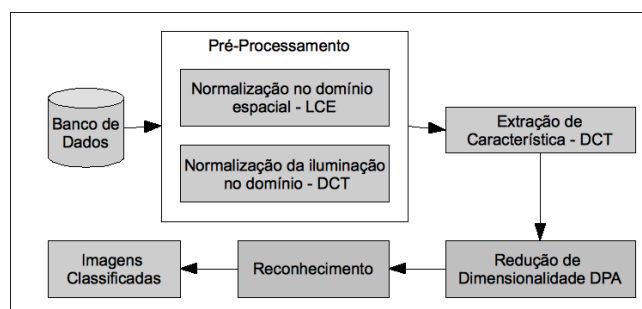 Pré-Processamento
Normalização no domínio
espacial - LCE
Banco de
Dados
Normalização da iluminação
no domínio - DCT
Extração de
Característica - DCT
Imagens
Classificadas
Reconhecimento
Redução de
Dimensionalidade DPA